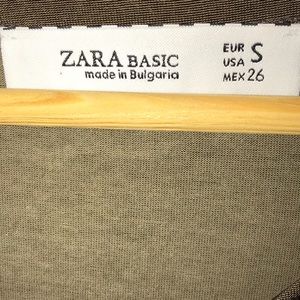 ZARA BASIC
made in Bulgaria
EUR S
USA
MEX 26